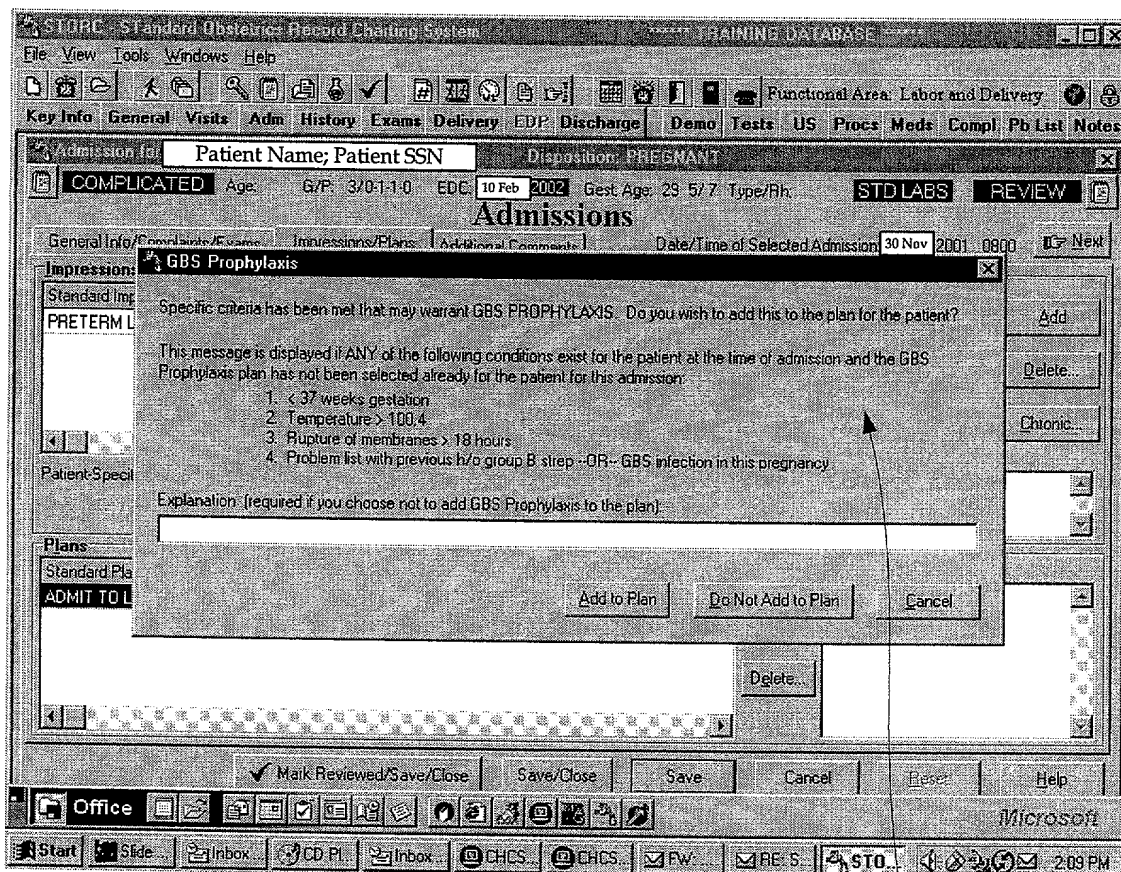 STORC - STandard Obstetrics Record Charting System ****** TRAINING DATABASE ******
File View Tools Windows Help
Functional Area: Labor and Delivery
Key Info General Visits Adm History Exams Delivery EDP Discharge Demo Tests US Procs Meds Compl Pb List Notes
Admission for Patient Name; Patient SSN Disposition: PREGNANT
COMPLICATED Age: G/P: 3/0-1-1-0 EDC: 10 Feb 2002 Gest. Age: 29 5/7 Type/Rh: STD LABS REVIEW
Admissions
General Info/Complaints/Exams Impressions/Plans Additional Comments Date/Time of Selected Admission 30 Nov 2001 0800 Next
Impressions
GBS Prophylaxis
Standard Imp
PRETERM L
Specific criteria has been met that may warrant GBS PROPHYLAXIS. Do you wish to add this to the plan for the patient?
Add
This message is displayed if ANY of the following conditions exist for the patient at the time of admission and the GBS
Prophylaxis plan has not been selected already for the patient for this admission:
Delete...
1. < 37 weeks gestation
2. Temperature > 100.4
3. Rupture of membranes > 18 hours
4. Problem list with previous h/o group B strep --OR-- GBS infection in this pregnancy
Chronic...
Patient-Specif
Explanation (required if you choose not to add GBS Prophylaxis to the plan):
Plans
Standard Pla
ADMIT TO L
Add to Plan Do Not Add to Plan Cancel
Delete...
Mark Reviewed/Save/Close Save/Close Save Cancel Reset Help
Office Microsoft
Start Slide ... Inbox ... CD Pl... Inbox ... CHCS... CHCS... FW: ... RE: S... STO... 2:09 PM